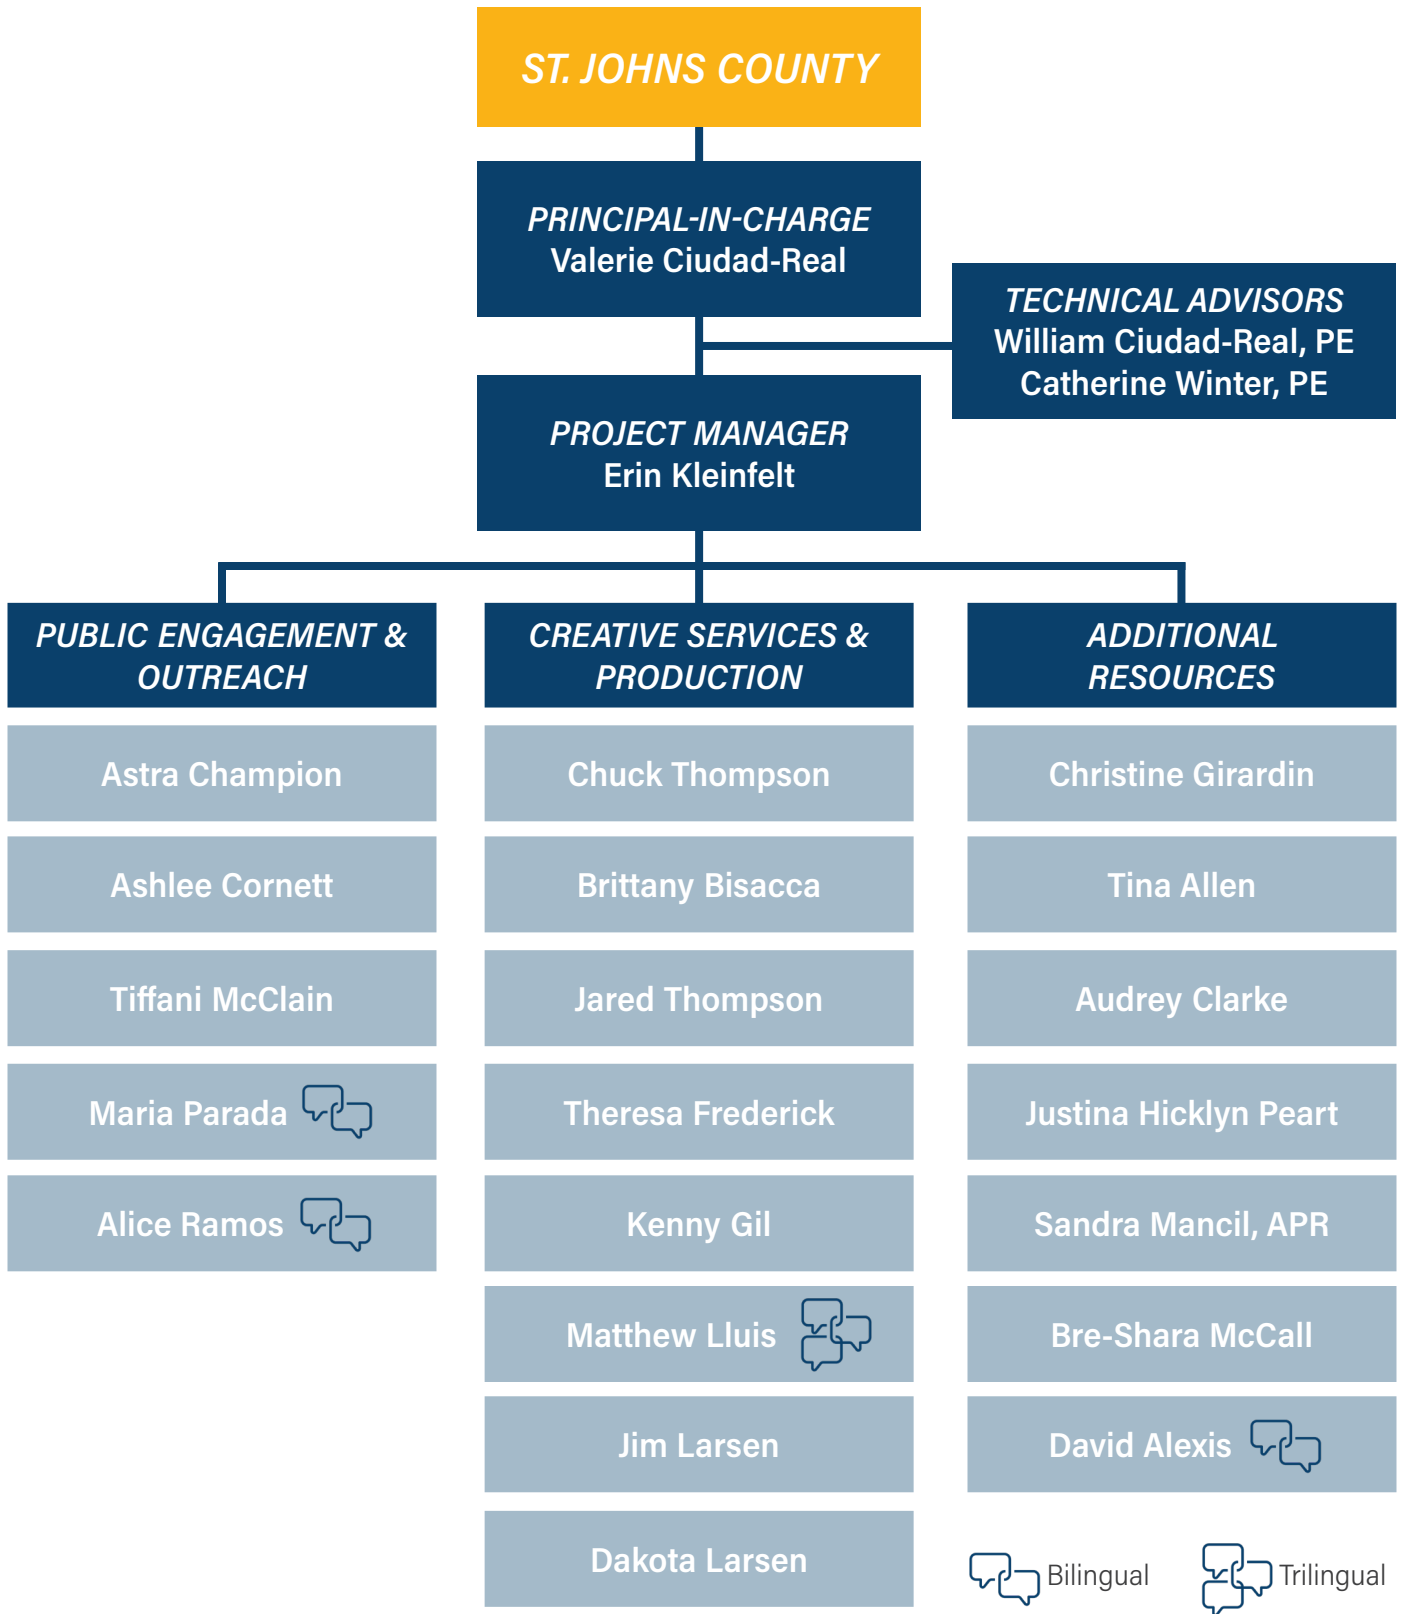 ST. JOHNS COUNTY
PRINCIPAL-IN-CHARGE
Valerie Ciudad-Real
TECHNICAL ADVISORS
William Ciudad-Real, PE
Catherine Winter, PE
PROJECT MANAGER
Erin Kleinfelt
PUBLIC ENGAGEMENT &
OUTREACH
Astra Champion
Ashlee Cornett
Tiffani McClain
Maria Parada
Alice Ramos
CREATIVE SERVICES &
PRODUCTION
Chuck Thompson
Brittany Bisacca
Jared Thompson
Theresa Frederick
Kenny Gil
Matthew Lluis
Jim Larsen
Dakota Larsen
ADDITIONAL
RESOURCES
Christine Girardin
Tina Allen
Audrey Clarke
Justina Hicklyn Peart
Sandra Mancil, APR
Bre-Shara McCall
David Alexis
Bilingual
Trilingual